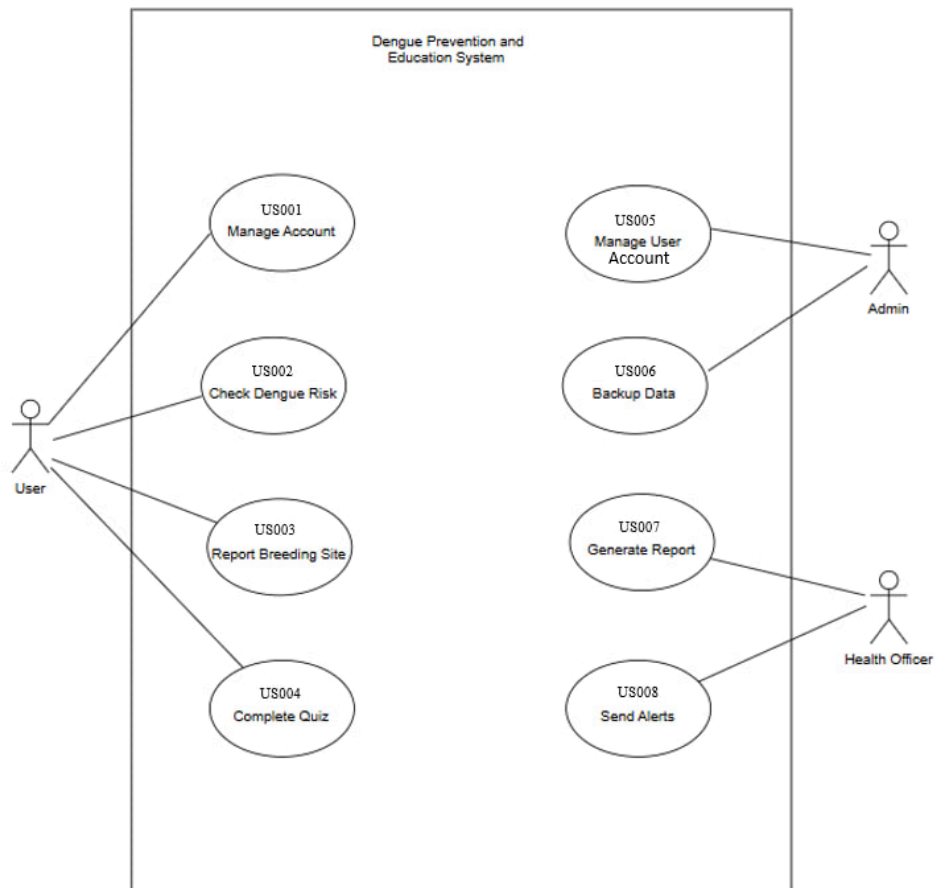 Dengue Prevention and
Education System
US001
Manage Account
US002
Check Dengue Risk
US003
Report Breeding Site
US004
Complete Quiz
User
US005
Manage User
Account
US006
Backup Data
US007
Generate Report
US008
Send Alerts
Admin
Health Officer